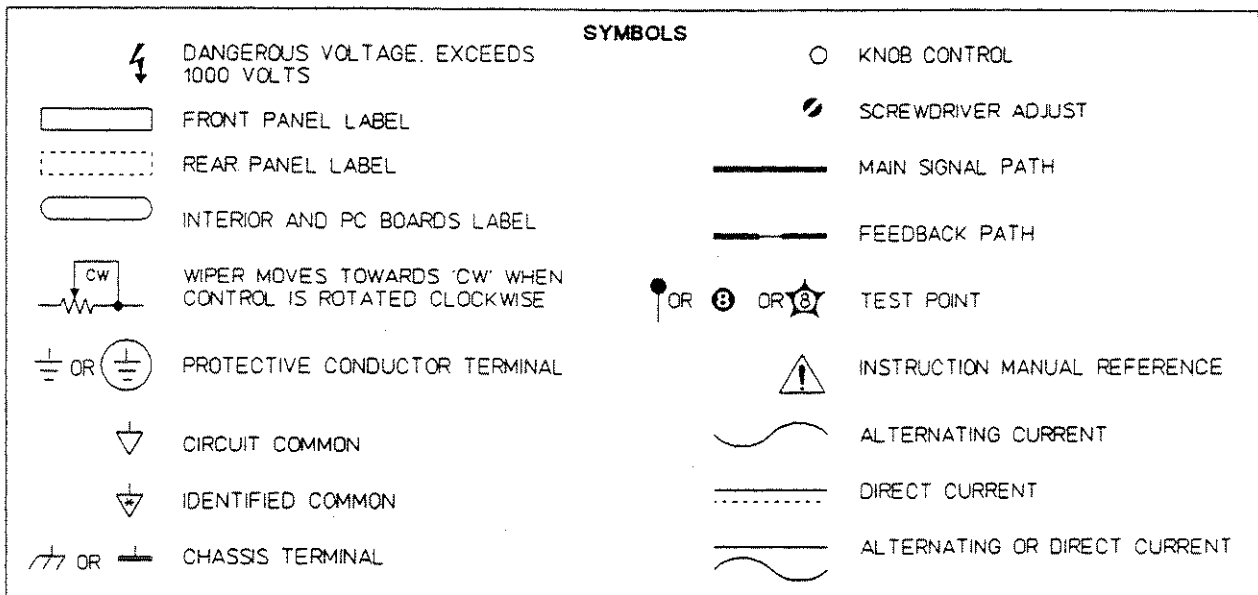 SYMBOLS
DANGEROUS VOLTAGE. EXCEEDS
1000 VOLTS
FRONT PANEL LABEL
REAR PANEL LABEL
INTERIOR AND PC BOARDS LABEL
CW
WIPER MOVES TOWARDS 'CW' WHEN
CONTROL IS ROTATED CLOCKWISE
OR
PROTECTIVE CONDUCTOR TERMINAL
CIRCUIT COMMON
*
IDENTIFIED COMMON
OR
CHASSIS TERMINAL
KNOB CONTROL
SCREWDRIVER ADJUST
MAIN SIGNAL PATH
FEEDBACK PATH
OR 8 OR 8 TEST POINT
! INSTRUCTION MANUAL REFERENCE
ALTERNATING CURRENT
DIRECT CURRENT
ALTERNATING OR DIRECT CURRENT